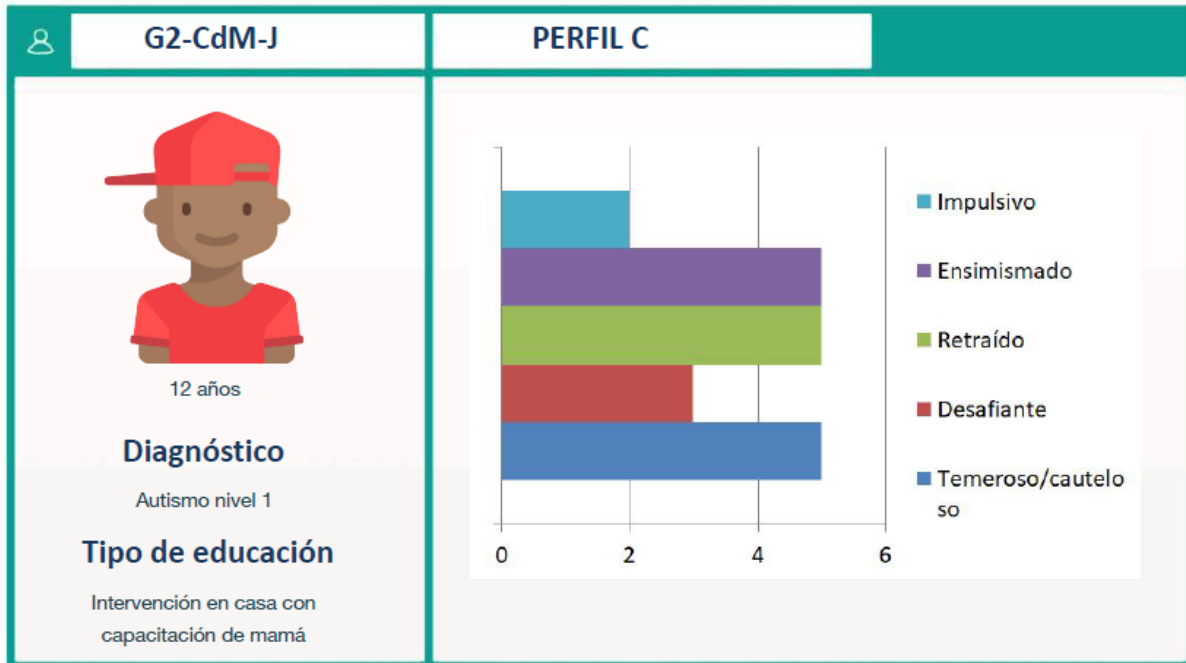 G2-CdM-J
PERFIL C
12 años
Diagnóstico
Autismo nivel 1
Tipo de educación
Intervención en casa con
capacitación de mamá
Impulsivo
Ensimismado
Retraído
Desafiante
Temeroso/cautelo
so
0 2 4 6